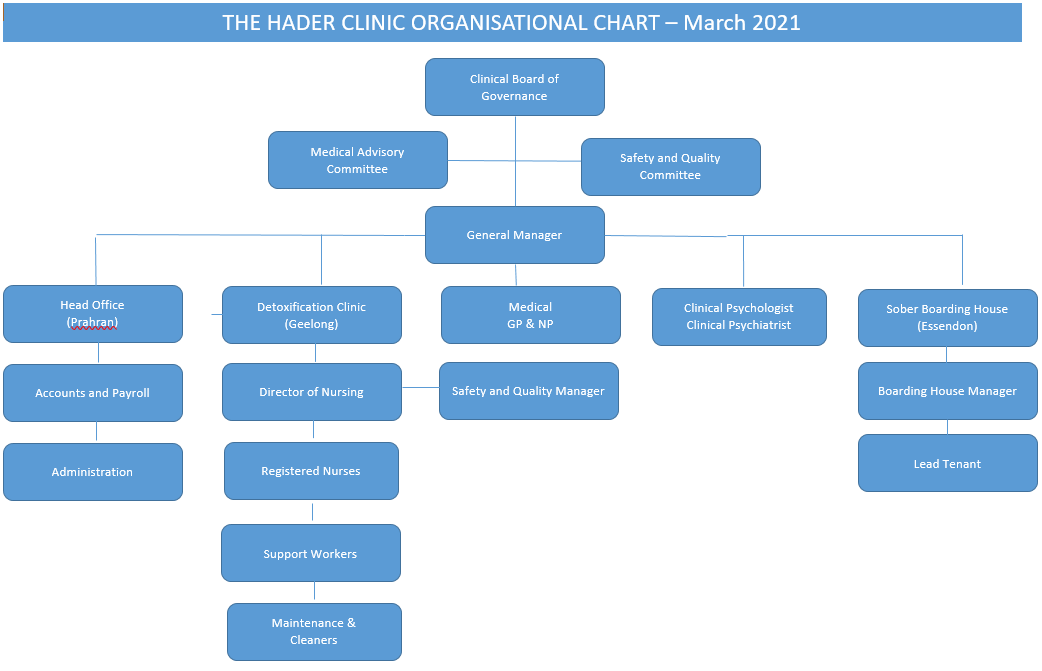 THE HADER CLINIC ORGANISATIONAL CHART – March 2021
Clinical Board of
Governance
Medical Advisory
Committee
Safety and Quality
Committee
General Manager
Head Office
(Prahran)
Detoxification Clinic
(Geelong)
Medical
GP & NP
Clinical Psychologist
Clinical Psychiatrist
Sober Boarding House
(Essendon)
Accounts and Payroll
Director of Nursing
Safety and Quality Manager
Boarding House Manager
Administration
Registered Nurses
Lead Tenant
Support Workers
Maintenance &
Cleaners